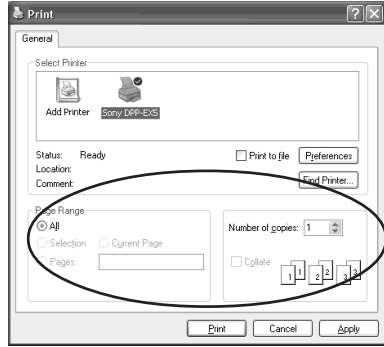 Print
General
Select Printer
Add Printer Sony DPP-EX5
Status: Ready Print to file Preferences
Location:
Comment: Find Printer...
Page Range
All Number of copies: 1
Selection Current Page
Pages: Collate
1 1 2 2 3 3
Print Cancel Apply